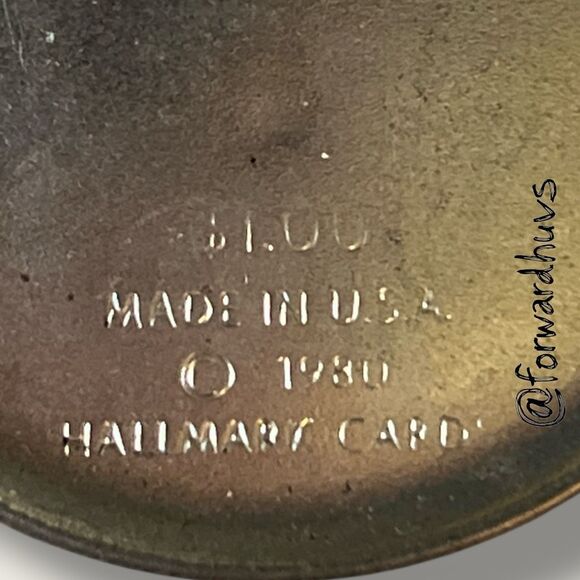 $1.00
MADE IN U.S.A.
© 1980
HALLMARK CARDS
@forwardhuvs